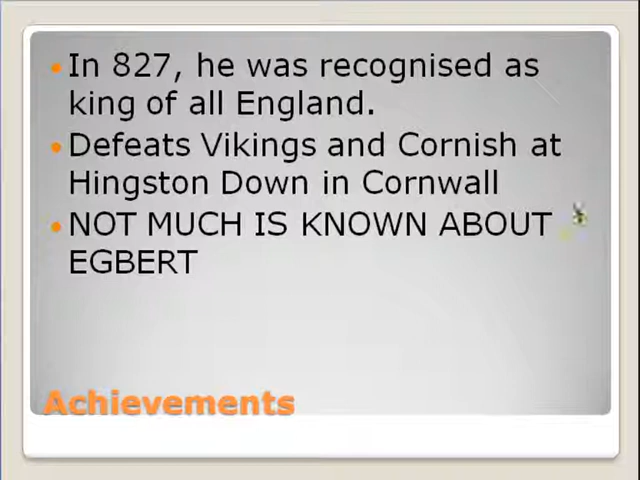 In 827, he was recognised as
king of all England.
Defeats Vikings and Cornish at
Hingston Down in Cornwall
NOT MUCH IS KNOWN ABOUT
EGBERT
Achievements